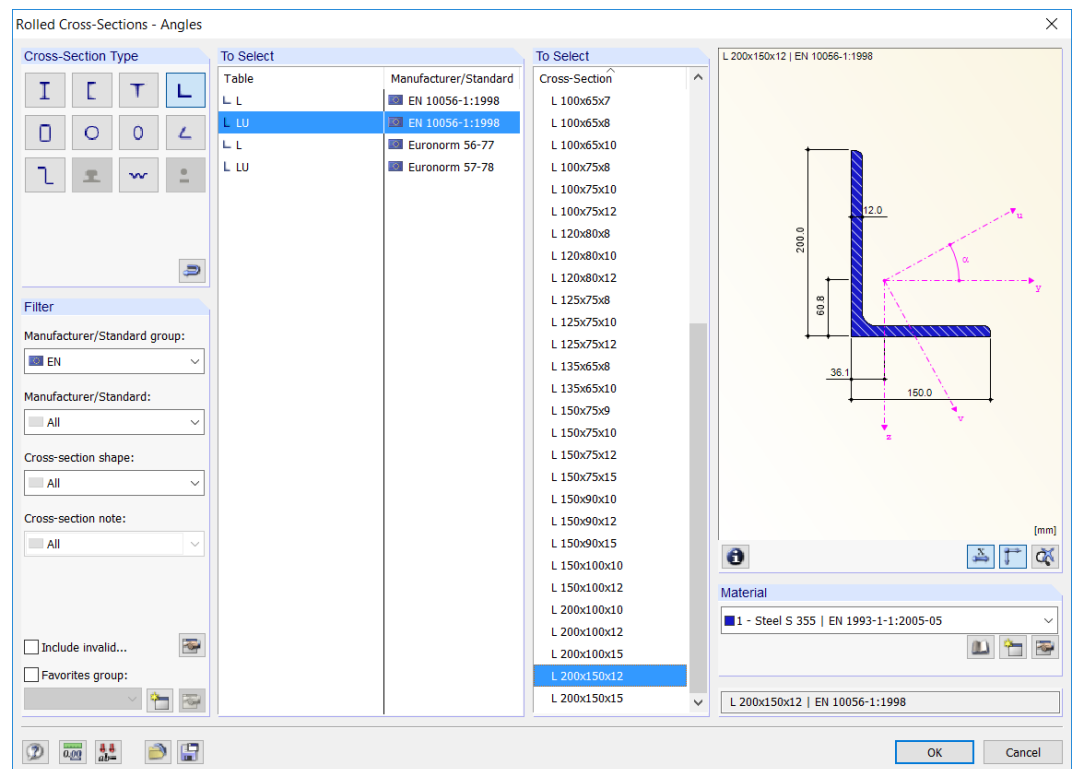 Rolled Cross-Sections - Angles
Cross-Section Type
To Select
Table
Manufacturer/Standard
L
EN 10056-1:1998
LU
EN 10056-1:1998
L
Euronorm 56-77
LU
Euronorm 57-78
To Select
Cross-Section
L 100x65x7
L 100x65x8
L 100x65x10
L 100x75x8
L 100x75x10
L 100x75x12
L 120x80x8
L 120x80x10
L 120x80x12
L 125x75x8
L 125x75x10
L 125x75x12
L 135x65x8
L 135x65x10
L 150x75x9
L 150x75x10
L 150x75x12
L 150x75x15
L 150x90x10
L 150x90x12
L 150x90x15
L 150x100x10
L 150x100x12
L 200x100x10
L 200x100x12
L 200x100x15
L 200x150x12
L 200x150x15
L 200x150x12 | EN 10056-1:1998
12.0
200.0
60.8
36.1
150.0
u
α
y
v
z
[mm]
Filter
Manufacturer/Standard group:
EN
Manufacturer/Standard:
All
Cross-section shape:
All
Cross-section note:
All
Include invalid...
Favorites group:
Material
1 - Steel S 355 | EN 1993-1-1:2005-05
L 200x150x12 | EN 10056-1:1998
0,00
ab=
OK
Cancel